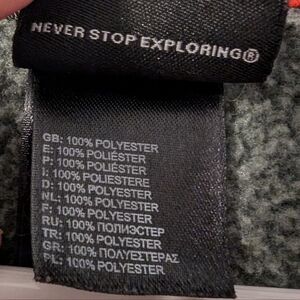 NEVER STOP EXPLORING®
GB: 100% POLYESTER
E: 100% POLIÉSTER
P: 100% POLIÉSTER
I: 100% POLIESTERE
D: 100% POLYESTER
NL: 100% POLYESTER
F: 100% POLYESTER
RU: 100% ПОЛИЭСТЕР
TR: 100% POLYESTER
GR: 100% ΠΟΛΥΕΣΤΕΡΑΣ
PL: 100% POLYESTER